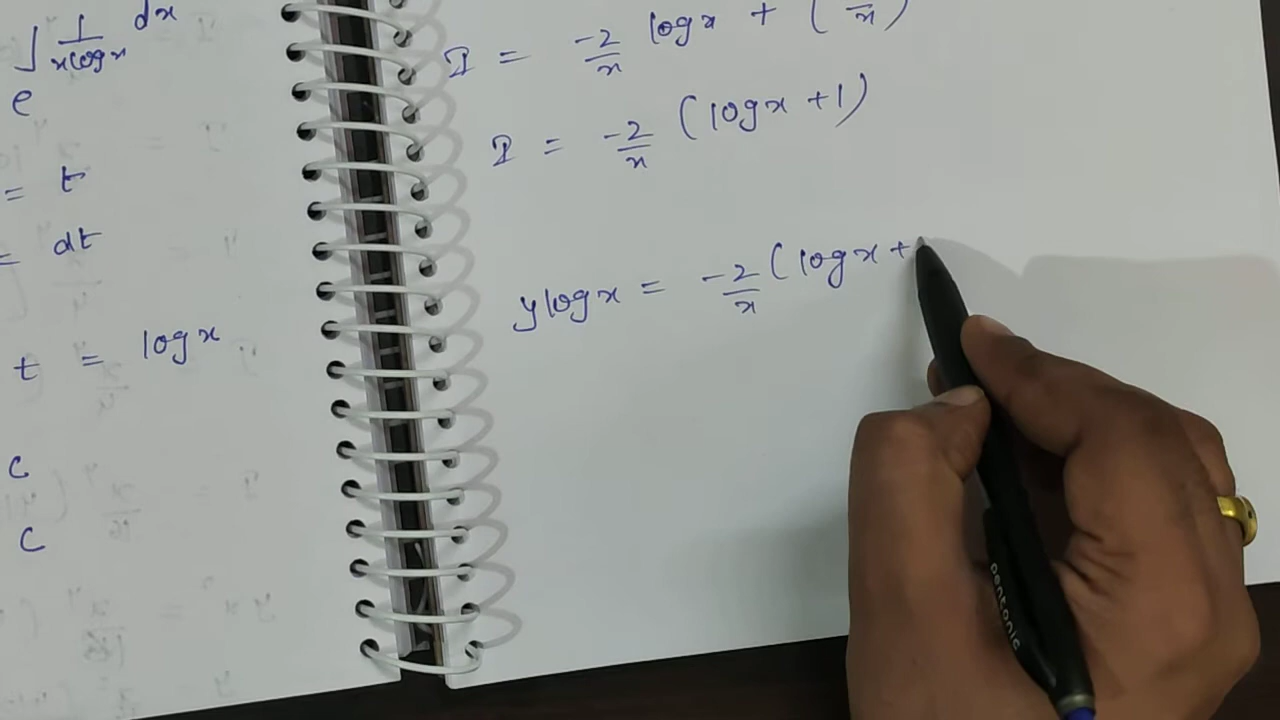 ∫ 1/(x log x) dx
e
= t
= dt
t = log x
C
C
I = -2/x log x + ( /x)
I = -2/x (log x + 1)
y log x = -2/x (log x +
pentonic